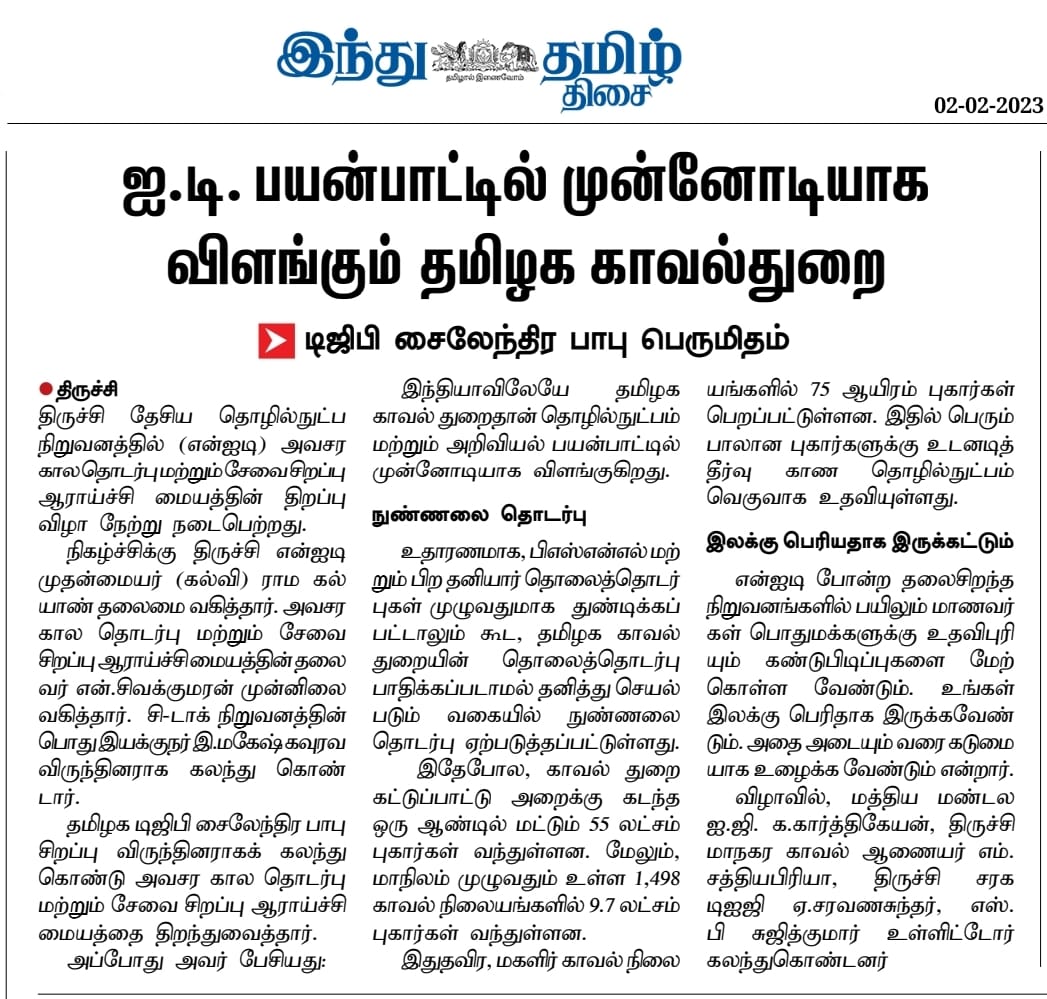 இந்து தமிழ் திசை
தமிழால் இணைவோம்
02-02-2023
ஐ.டி. பயன்பாட்டில் முன்னோடியாக
விளங்கும் தமிழக காவல்துறை
டிஜிபி சைலேந்திர பாபு பெருமிதம்
திருச்சி
திருச்சி தேசிய தொழில்நுட்ப
நிறுவனத்தில் (என்ஐடி) அவசர
காலதொடர்பு மற்றும் சேவை சிறப்பு
ஆராய்ச்சி மையத்தின் திறப்பு
விழா நேற்று நடைபெற்றது.
நிகழ்ச்சிக்கு திருச்சி என்ஐடி
முதன்மையர் (கல்வி) ராம கல்
யாண் தலைமை வகித்தார். அவசர
கால தொடர்பு மற்றும் சேவை
சிறப்பு ஆராய்ச்சி மையத்தின் தலை
வர் என்.சிவக்குமரன் முன்னிலை
வகித்தார். சி-டாக் நிறுவனத்தின்
பொது இயக்குநர் இ.மகேஷ் கவுரவ
விருந்தினராக கலந்து கொண்
டார்.
தமிழக டிஜிபி சைலேந்திர பாபு
சிறப்பு விருந்தினராகக் கலந்து
கொண்டு அவசர கால தொடர்பு
மற்றும் சேவை சிறப்பு ஆராய்ச்சி
மையத்தை திறந்துவைத்தார்.
அப்போது அவர் பேசியது:
இந்தியாவிலேயே தமிழக
காவல் துறைதான் தொழில்நுட்பம்
மற்றும் அறிவியல் பயன்பாட்டில்
முன்னோடியாக விளங்குகிறது.
நுண்ணலை தொடர்பு
உதாரணமாக, பிஎஸ்என்எல் மற்
றும் பிற தனியார் தொலைத்தொடர்
புகள் முழுவதுமாக துண்டிக்கப்
பட்டாலும் கூட, தமிழக காவல்
துறையின் தொலைத்தொடர்பு
பாதிக்கப்படாமல் தனித்து செயல்
படும் வகையில் நுண்ணலை
தொடர்பு ஏற்படுத்தப்பட்டுள்ளது.
இதேபோல, காவல் துறை
கட்டுப்பாட்டு அறைக்கு கடந்த
ஒரு ஆண்டில் மட்டும் 55 லட்சம்
புகார்கள் வந்துள்ளன. மேலும்,
மாநிலம் முழுவதும் உள்ள 1,498
காவல் நிலையங்களில் 9.7 லட்சம்
புகார்கள் வந்துள்ளன.
இதுதவிர, மகளிர் காவல் நிலை
யங்களில் 75 ஆயிரம் புகார்கள்
பெறப்பட்டுள்ளன. இதில் பெரும்
பாலான புகார்களுக்கு உடனடித்
தீர்வு காண தொழில்நுட்பம்
வெகுவாக உதவியுள்ளது.
இலக்கு பெரியதாக இருக்கட்டும்
என்ஐடி போன்ற தலைசிறந்த
நிறுவனங்களில் பயிலும் மாணவர்
கள் பொதுமக்களுக்கு உதவிபுரி
யும் கண்டுபிடிப்புகளை மேற்
கொள்ள வேண்டும். உங்கள்
இலக்கு பெரிதாக இருக்கவேண்
டும். அதை அடையும் வரை கடுமை
யாக உழைக்க வேண்டும் என்றார்.
விழாவில், மத்திய மண்டல
ஐ.ஜி. க.கார்த்திகேயன், திருச்சி
மாநகர காவல் ஆணையர் எம்.
சத்தியபிரியா, திருச்சி சரக
டிஐஜி ஏ.சரவணசுந்தர், எஸ்.
பி சுஜித்குமார் உள்ளிட்டோர்
கலந்துகொண்டனர்